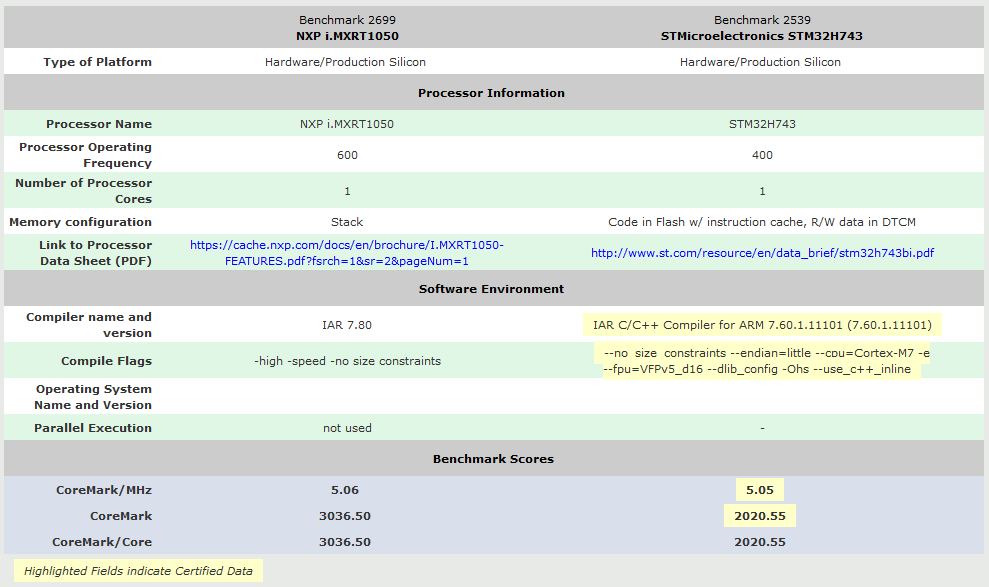 Benchmark 2699 Benchmark 2539
NXP i.MXRT1050 STMicroelectronics STM32H743
Type of Platform Hardware/Production Silicon Hardware/Production Silicon
Processor Information
Processor Name NXP i.MXRT1050 STM32H743
Processor Operating
Frequency 600 400
Number of Processor
Cores 1 1
Memory configuration Stack Code in Flash w/ instruction cache, R/W data in DTCM
Link to Processor https://cache.nxp.com/docs/en/brochure/I.MXRT1050- http://www.st.com/resource/en/data_brief/stm32h743bi.pdf
Data Sheet (PDF) FEATURES.pdf?fsrch=1&sr=2&pageNum=1
Software Environment
Compiler name and
version IAR 7.80 IAR C/C++ Compiler for ARM 7.60.1.11101 (7.60.1.11101)
Compile Flags -high -speed -no size constraints --no_size_constraints --endian=little --cpu=Cortex-M7 -e
--fpu=VFPv5_d16 --dlib_config -Ohs --use_c++_inline
Operating System
Name and Version
Parallel Execution not used -
Benchmark Scores
CoreMark/MHz 5.06 5.05
CoreMark 3036.50 2020.55
CoreMark/Core 3036.50 2020.55
Highlighted Fields indicate Certified Data